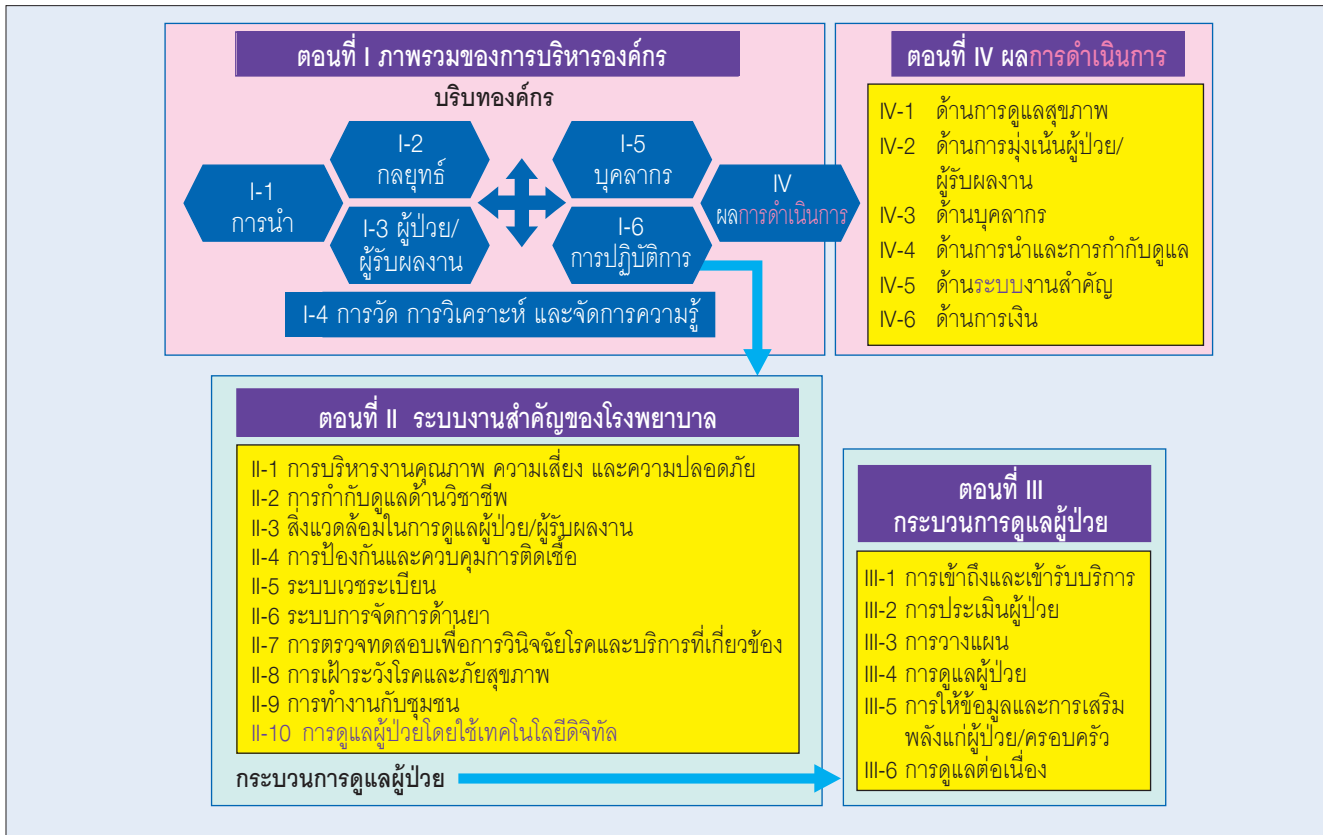 ตอนที่ I ภาพรวมของการบริหารองค์กร
บริบทองค์กร
I-1
การนำ
I-2
กลยุทธ์
I-3 ผู้ป่วย/
ผู้รับผลงาน
I-5
บุคลากร
I-6
การปฏิบัติการ
IV
ผลการดำเนินการ
I-4 การวัด การวิเคราะห์ และจัดการความรู้
ตอนที่ IV ผลการดำเนินการ
IV-1 ด้านการดูแลสุขภาพ
IV-2 ด้านการมุ่งเน้นผู้ป่วย/
ผู้รับผลงาน
IV-3 ด้านบุคลากร
IV-4 ด้านการนำและการกำกับดูแล
IV-5 ด้านระบบงานสำคัญ
IV-6 ด้านการเงิน
ตอนที่ II ระบบงานสำคัญของโรงพยาบาล
II-1 การบริหารงานคุณภาพ ความเสี่ยง และความปลอดภัย
II-2 การกำกับดูแลด้านวิชาชีพ
II-3 สิ่งแวดล้อมในการดูแลผู้ป่วย/ผู้รับผลงาน
II-4 การป้องกันและควบคุมการติดเชื้อ
II-5 ระบบเวชระเบียน
II-6 ระบบการจัดการด้านยา
II-7 การตรวจทดสอบเพื่อการวินิจฉัยโรคและบริการที่เกี่ยวข้อง
II-8 การเฝ้าระวังโรคและภัยสุขภาพ
II-9 การทำงานกับชุมชน
II-10 การดูแลผู้ป่วยโดยใช้เทคโนโลยีดิจิทัล
กระบวนการดูแลผู้ป่วย
ตอนที่ III
กระบวนการดูแลผู้ป่วย
III-1 การเข้าถึงและเข้ารับบริการ
III-2 การประเมินผู้ป่วย
III-3 การวางแผน
III-4 การดูแลผู้ป่วย
III-5 การให้ข้อมูลและการเสริม
พลังแก่ผู้ป่วย/ครอบครัว
III-6 การดูแลต่อเนื่อง